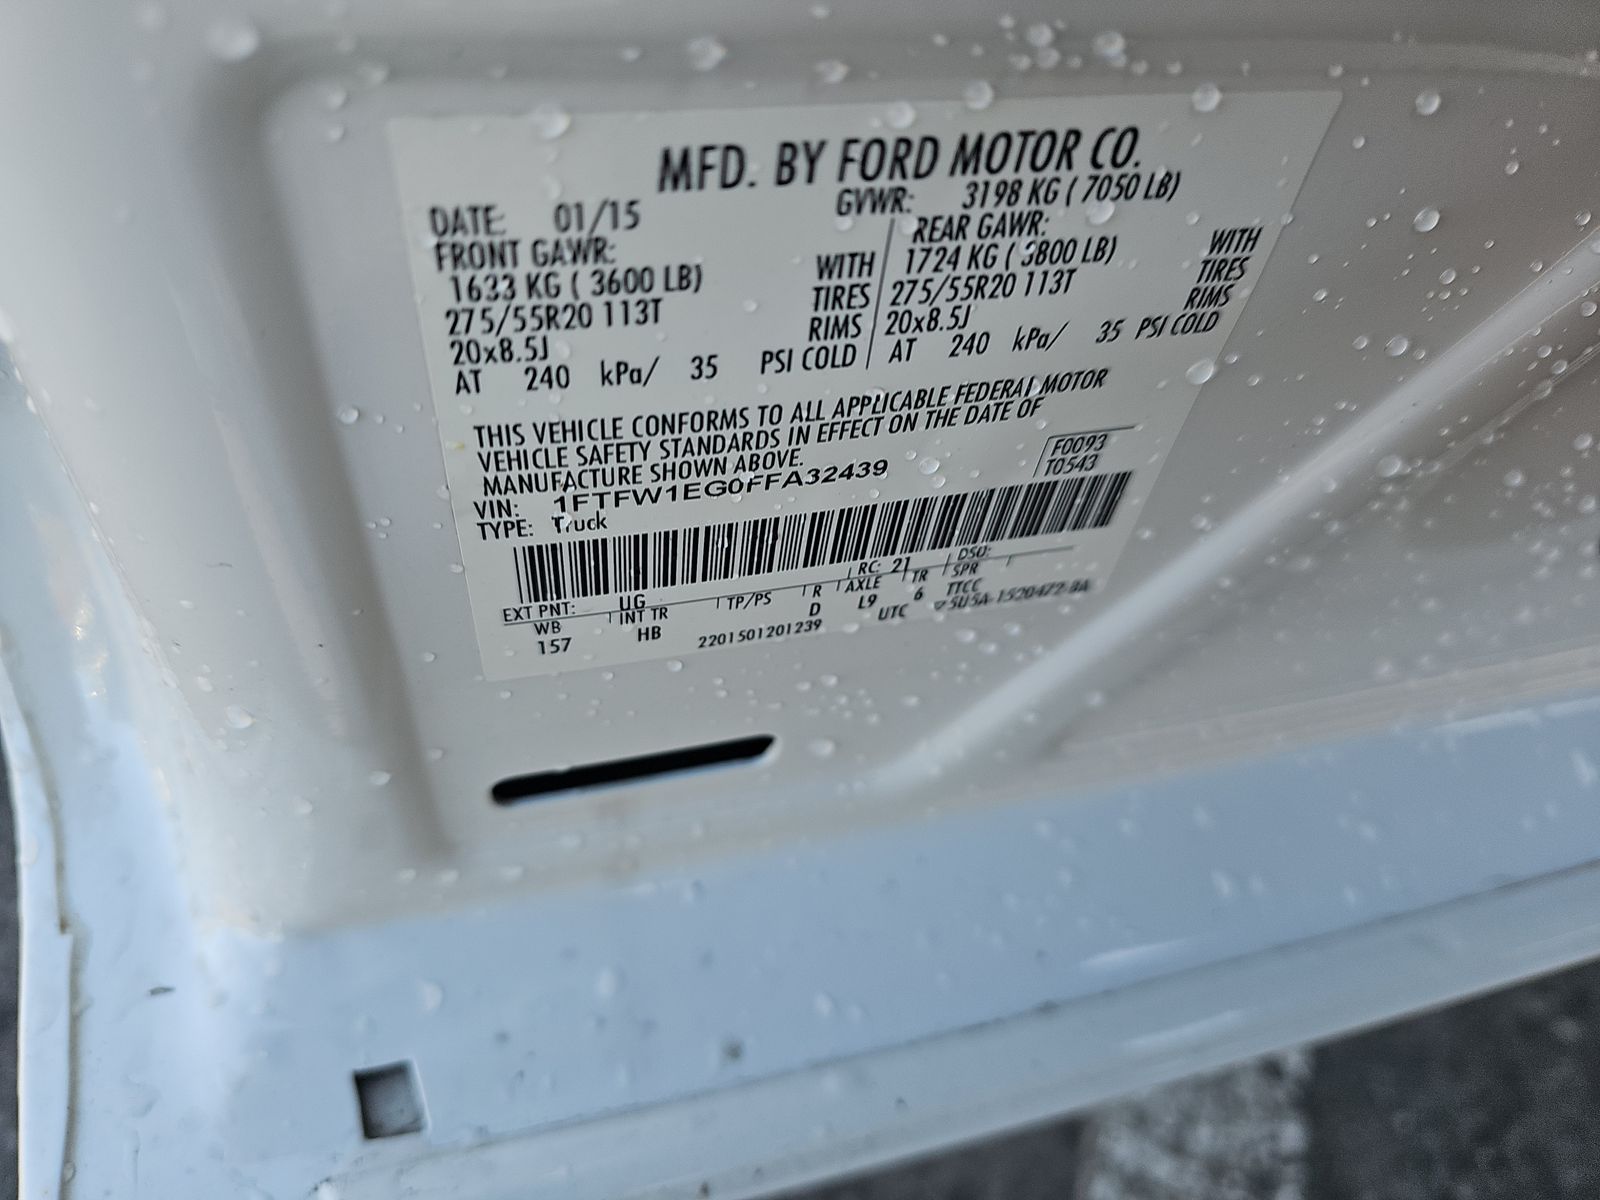 MFD. BY FORD MOTOR CO.
DATE: 01/15 GVWR: 3198 KG ( 7050 LB)
FRONT GAWR: REAR GAWR:
1633 KG ( 3600 LB) WITH 1724 KG ( 3800 LB) WITH
275/55R20 113T TIRES 275/55R20 113T TIRES
20x8.5J RIMS 20x8.5J RIMS
AT 240 kPa/ 35 PSI COLD AT 240 kPa/ 35 PSI COLD
THIS VEHICLE CONFORMS TO ALL APPLICABLE FEDERAL MOTOR
VEHICLE SAFETY STANDARDS IN EFFECT ON THE DATE OF
MANUFACTURE SHOWN ABOVE.
F0093
VIN: 1FTFW1EG0FFA32439
T0543
TYPE: Truck
EXT PNT: UG RC: 21 DSO:
WB INT TR TP/PS R AXLE TR SPR
157 HB D L9 6 TTCC
2201501201239 UTC ▽5U5A-1520472-BA